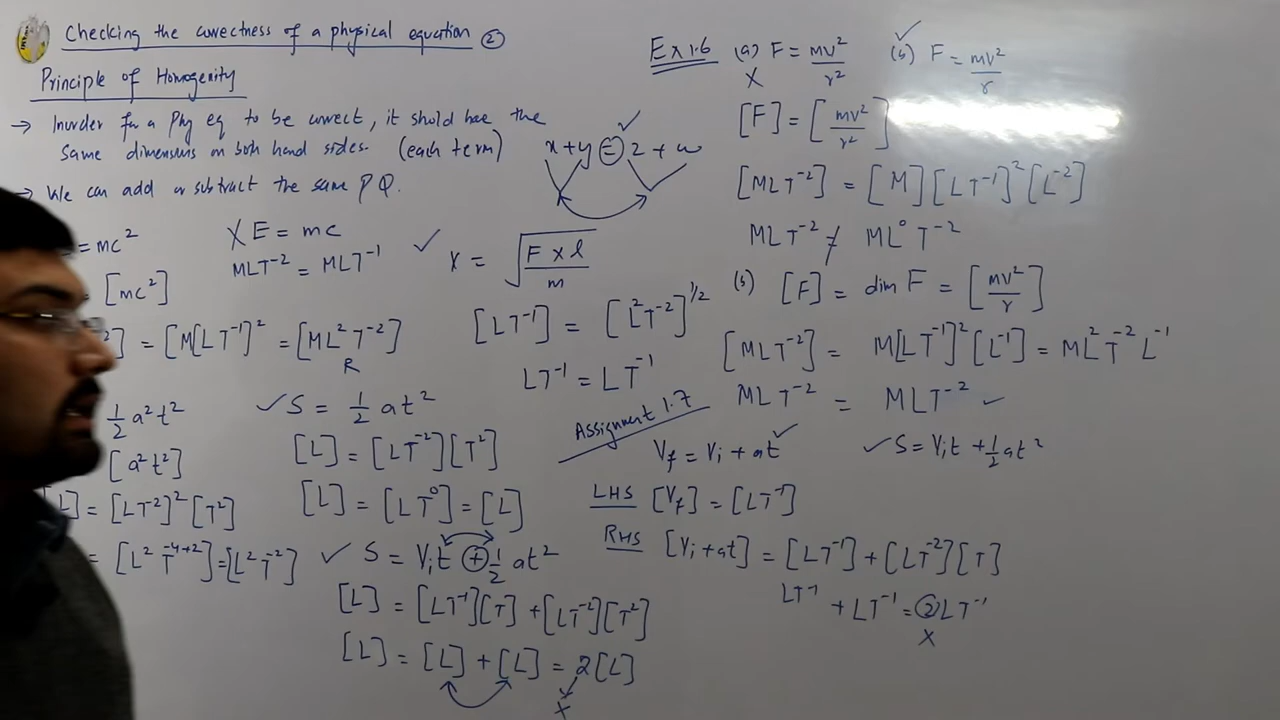 Checking the correctness of a physical equation ②
Principle of Homogenity
→ Inorder for a Phy eq to be correct, it shold have the
same dimensions on both hand sides. (each term)
→ We can add or subtract the same P Q.
x + y = z + w ✓
= mc²
[mc²]
= [M[LT⁻¹]² = [ML²T⁻²]
R
X E = mc
MLT⁻² = MLT⁻¹
✓ v = √(F × l / m)
[LT⁻¹] = [L²T⁻²]^1/2
LT⁻¹ = LT⁻¹
½ a²t²
[a²t²]
[L] = [LT⁻²]² [T²]
= [L² T⁻⁴⁺²] = [L²T⁻²]
✓ S = ½ at²
[L] = [LT⁻²][T²]
[L] = [LT⁰] = [L]
✓ S = Vit + ½ at²
[L] = [LT⁻¹][T] + [LT⁻²][T²]
[L] = [L] + [L] = 2[L]
X
Ex 1.6 (a) F = mv²/r² X
(b) F = mv²/r ✓
[F] = [mv²/r²]
[MLT⁻²] = [M][LT⁻¹]²[L⁻²]
MLT⁻² ≠ ML⁰T⁻²
(b) [F] = dim F = [mv²/r]
[MLT⁻²] = M[LT⁻¹]²[L⁻¹] = ML²T⁻²L⁻¹
MLT⁻² = MLT⁻² ✓
Assignment 1.7
Vf = Vi + at ✓
✓ S = Vit + ½at²
LHS [Vf] = [LT⁻¹]
RHS [Vi + at] = [LT⁻¹] + [LT⁻²][T]
LT⁻¹ + LT⁻¹ = ②LT⁻¹
X